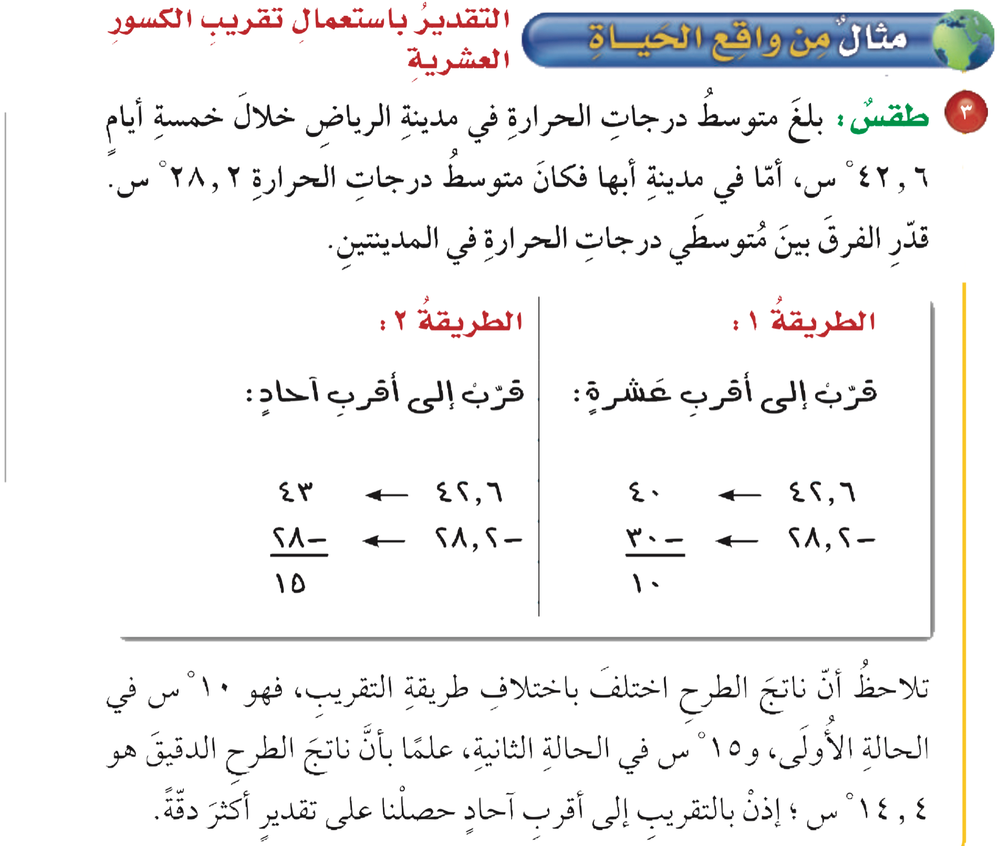 مثالٌ مِن واقِع الحَيـاةِ
التقديرُ باستعمالِ تقريبِ الكسورِ
العشريةِ
٣
طقسٌ: بلغَ متوسطُ درجاتِ الحرارةِ في مدينةِ الرياضِ خلالَ خمسةِ أيامٍ
٤٢,٦ ْ س، أمّا في مدينةِ أبها فكانَ متوسطُ درجاتِ الحرارةِ ٢٨,٢ ْ س.
قدّرِ الفرقَ بينَ مُتوسطَي درجاتِ الحرارةِ في المدينتينِ.
الطريقةُ ١:
قرّبْ إلى أقربِ عَشرةٍ:
٤٢,٦ ← ٤٠
−٢٨,٢ ← −٣٠
١٠
الطريقةُ ٢:
قرّبْ إلى أقربِ آحادٍ:
٤٢,٦ ← ٤٣
−٢٨,٢ ← −٢٨
١٥
تلاحظُ أنّ ناتجَ الطرحِ اختلفَ باختلافِ طريقةِ التقريبِ، فهو ١٠ ْ س في
الحالةِ الأُولَى، و١٥ ْ س في الحالةِ الثانيةِ، علمًا بأنَّ ناتجَ الطرحِ الدقيقَ هو
١٤,٤ ْ س ؛ إذنْ بالتقريبِ إلى أقربِ آحادٍ حصلْنا على تقديرٍ أكثرَ دقّةً.